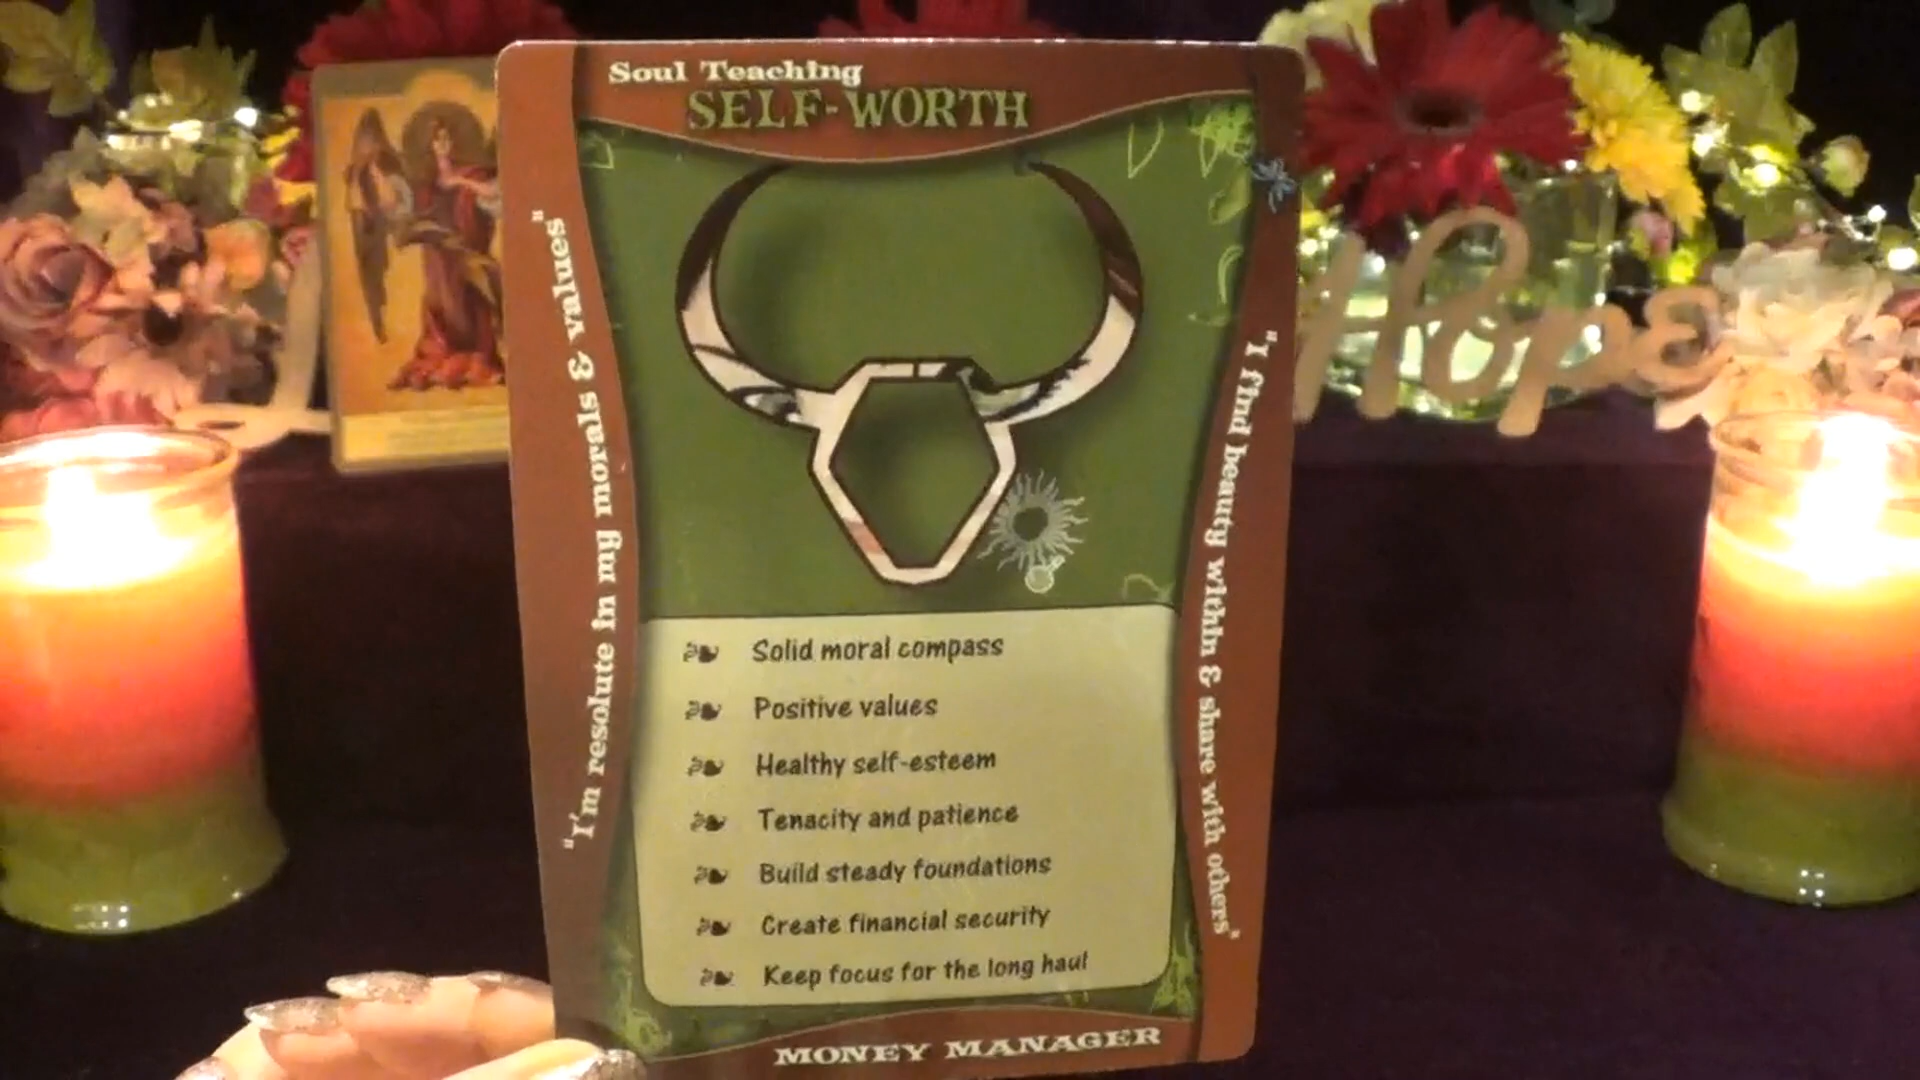 Soul Teaching
SELF-WORTH
"I'm resolute in my morals & values"
"I find beauty within & share with others"
Solid moral compass
Positive values
Healthy self-esteem
Tenacity and patience
Build steady foundations
Create financial security
Keep focus for the long haul
MONEY MANAGER
Hope